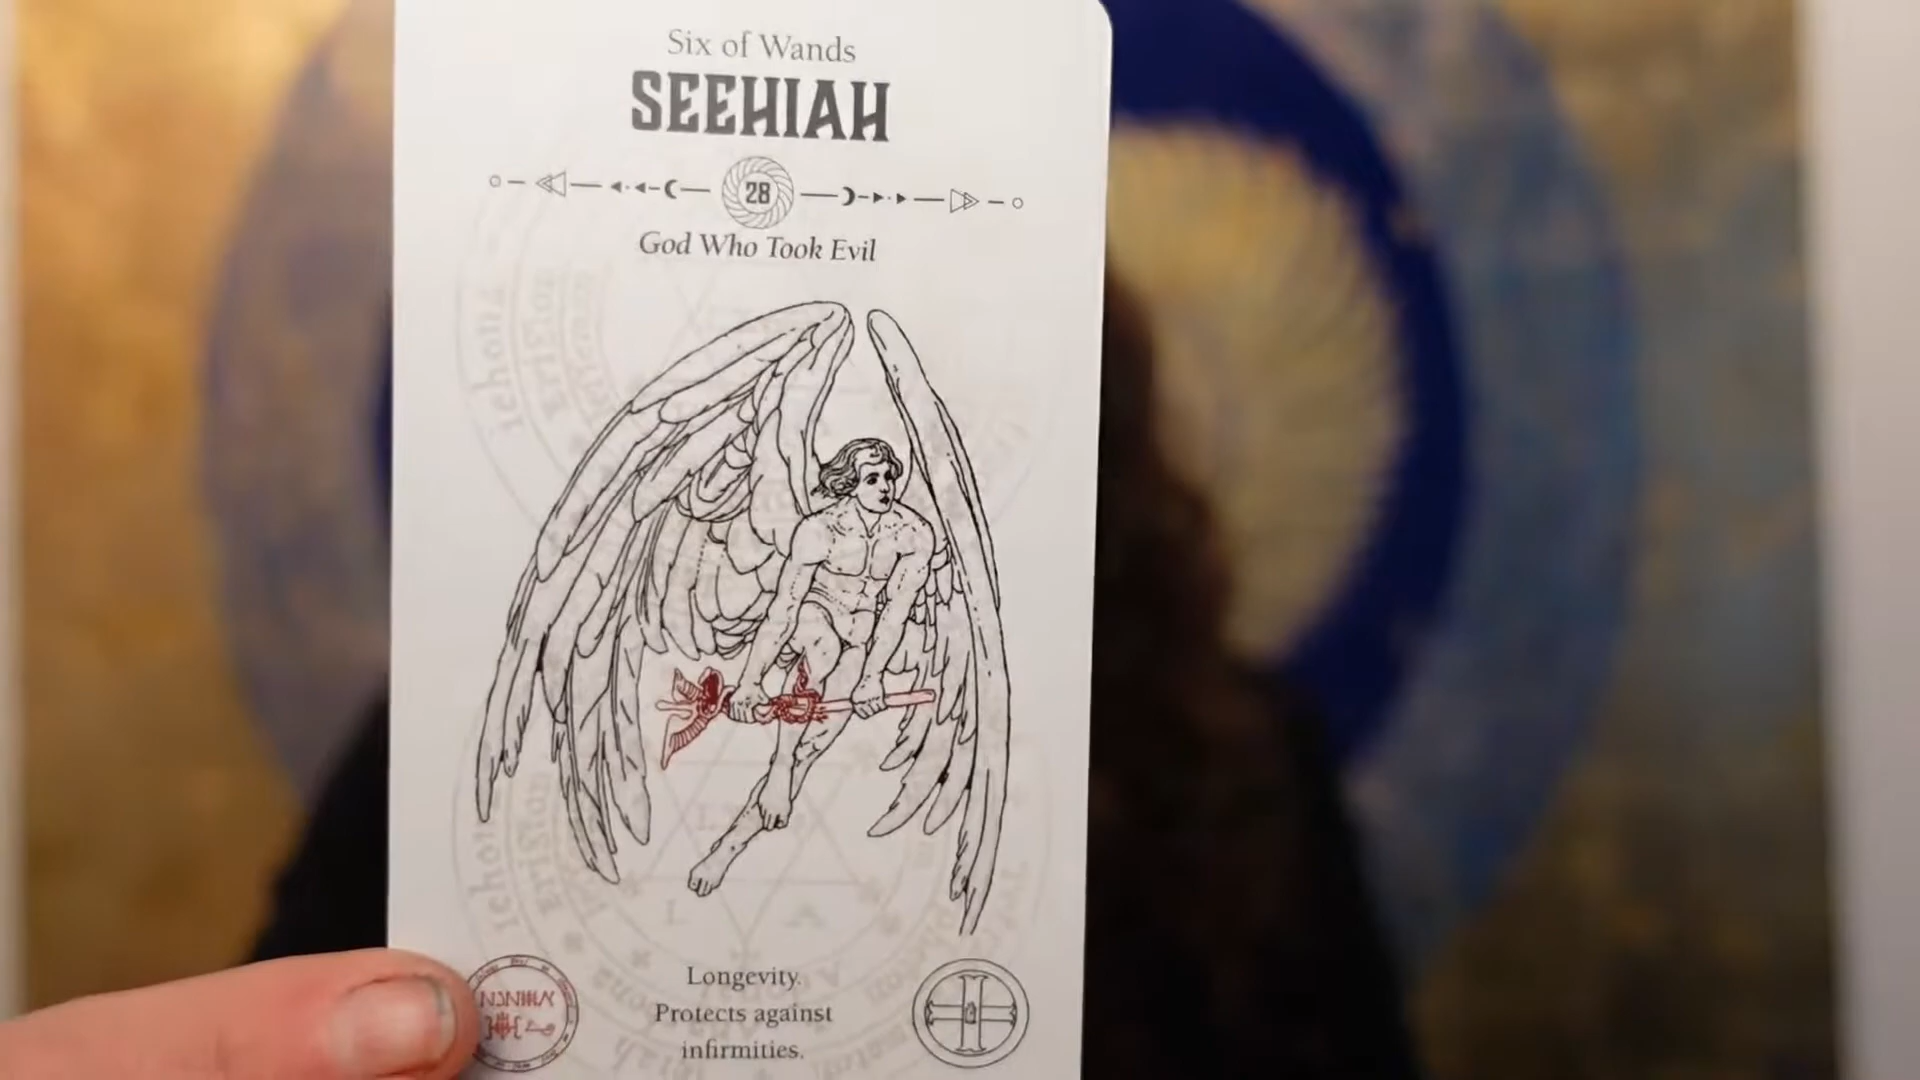 Six of Wands
SEEHIAH
28
God Who Took Evil
Longevity.
Protects against
infirmities.